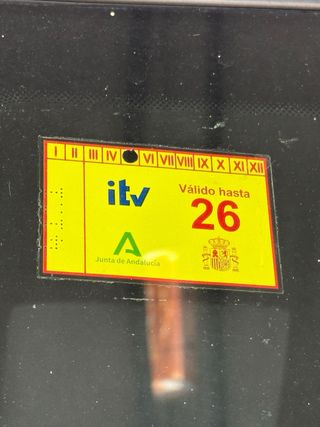 I II III IV VI VII VIII IX X XI XII
itv
Válido hasta
26
Junta de Andalucía